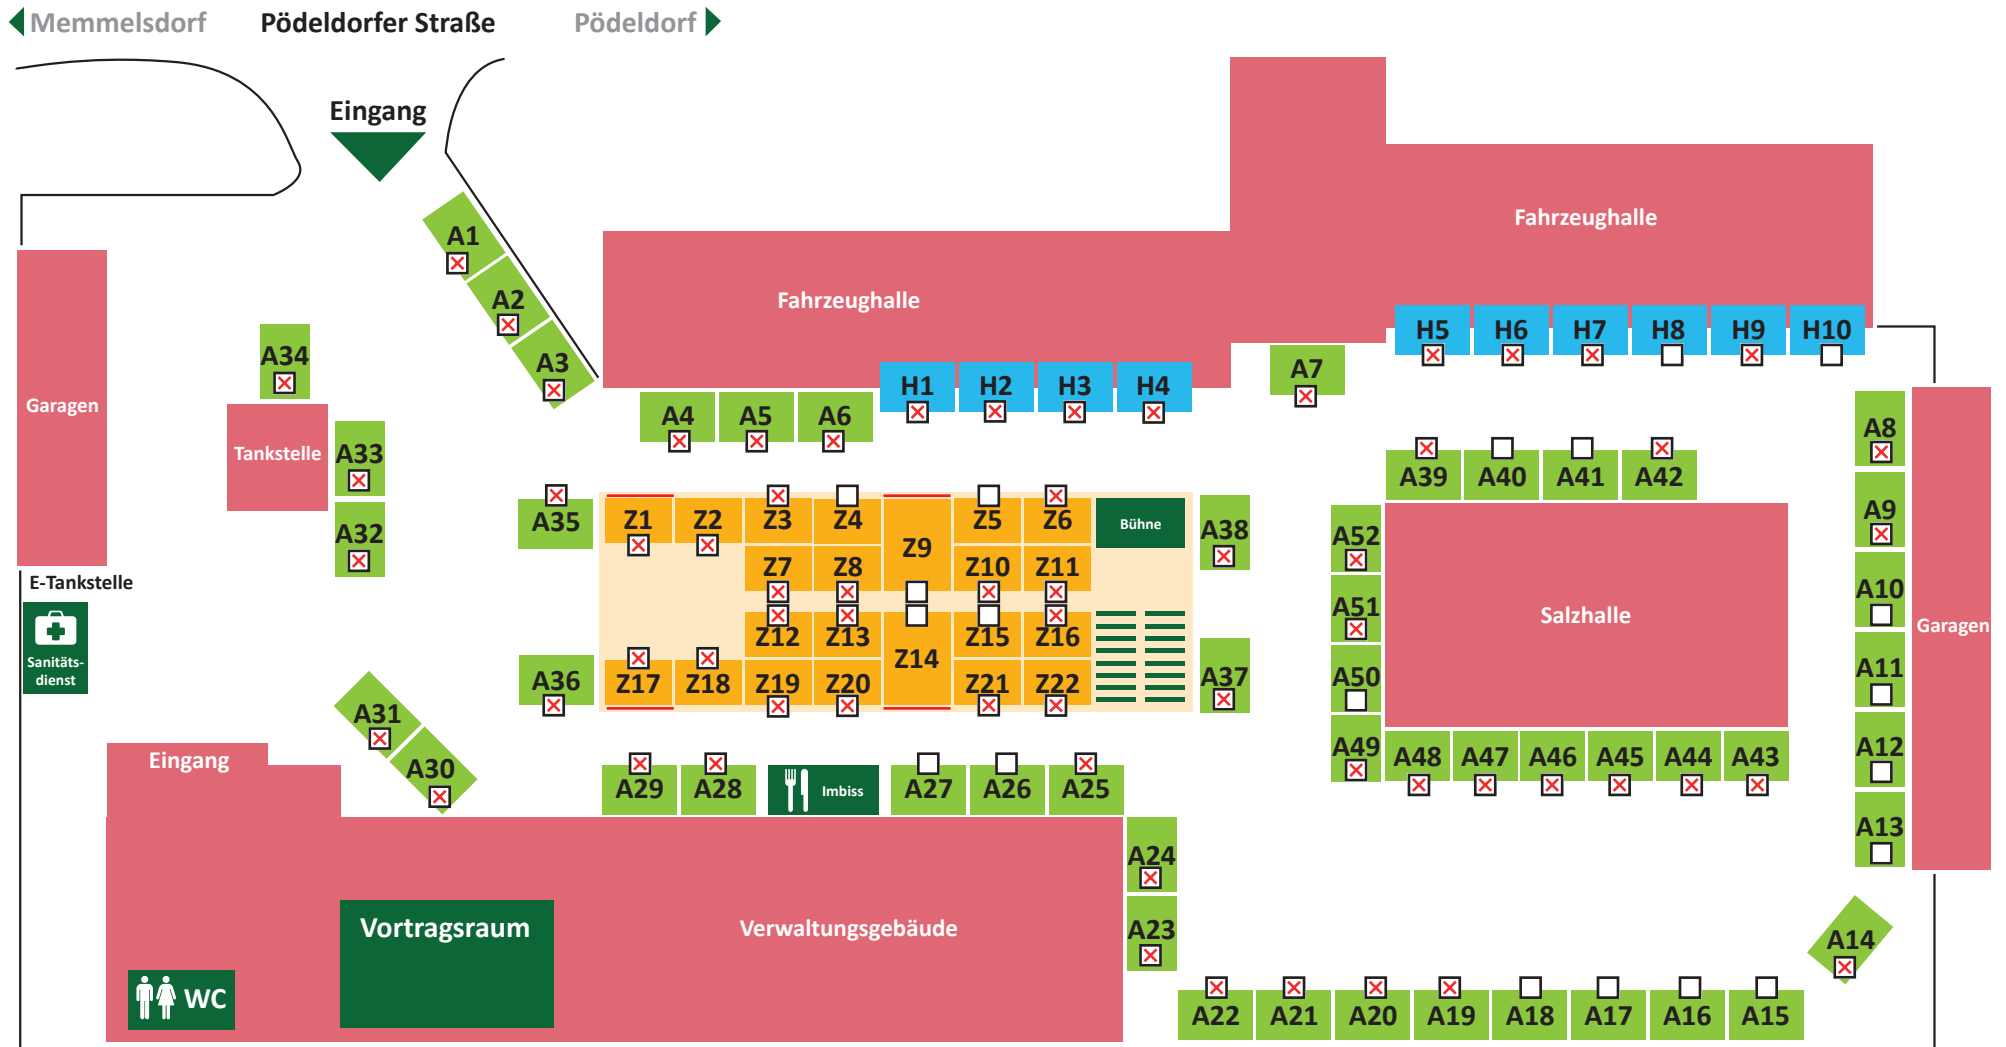 Memmelsdorf Pödeldorfer Straße Pödeldorf
Eingang
Fahrzeughalle
A1
A2
A3
Fahrzeughalle
H5 H6 H7 H8 H9 H10
A34
A7
H1 H2 H3 H4
Garagen
A4 A5 A6
A8
Tankstelle
A33
A39 A40 A41 A42
A9
A32
A35
Z1 Z2 Z3 Z4 Z5 Z6
Bühne
A38
A52
Z9
Z7 Z8 Z10 Z11
E-Tankstelle
A10
A51
Salzhalle
Garagen
Z12 Z13 Z15 Z16
Z14
Sanitäts-
dienst
A36
Z17 Z18 Z19 Z20 Z21 Z22
A37
A50
A11
A31
A30
A49
A48 A47 A46 A45 A44 A43
A12
Eingang
A29 A28
Imbiss
A27 A26 A25
A13
A24
A23
Vortragsraum
Verwaltungsgebäude
A14
WC
A22 A21 A20 A19 A18 A17 A16 A15